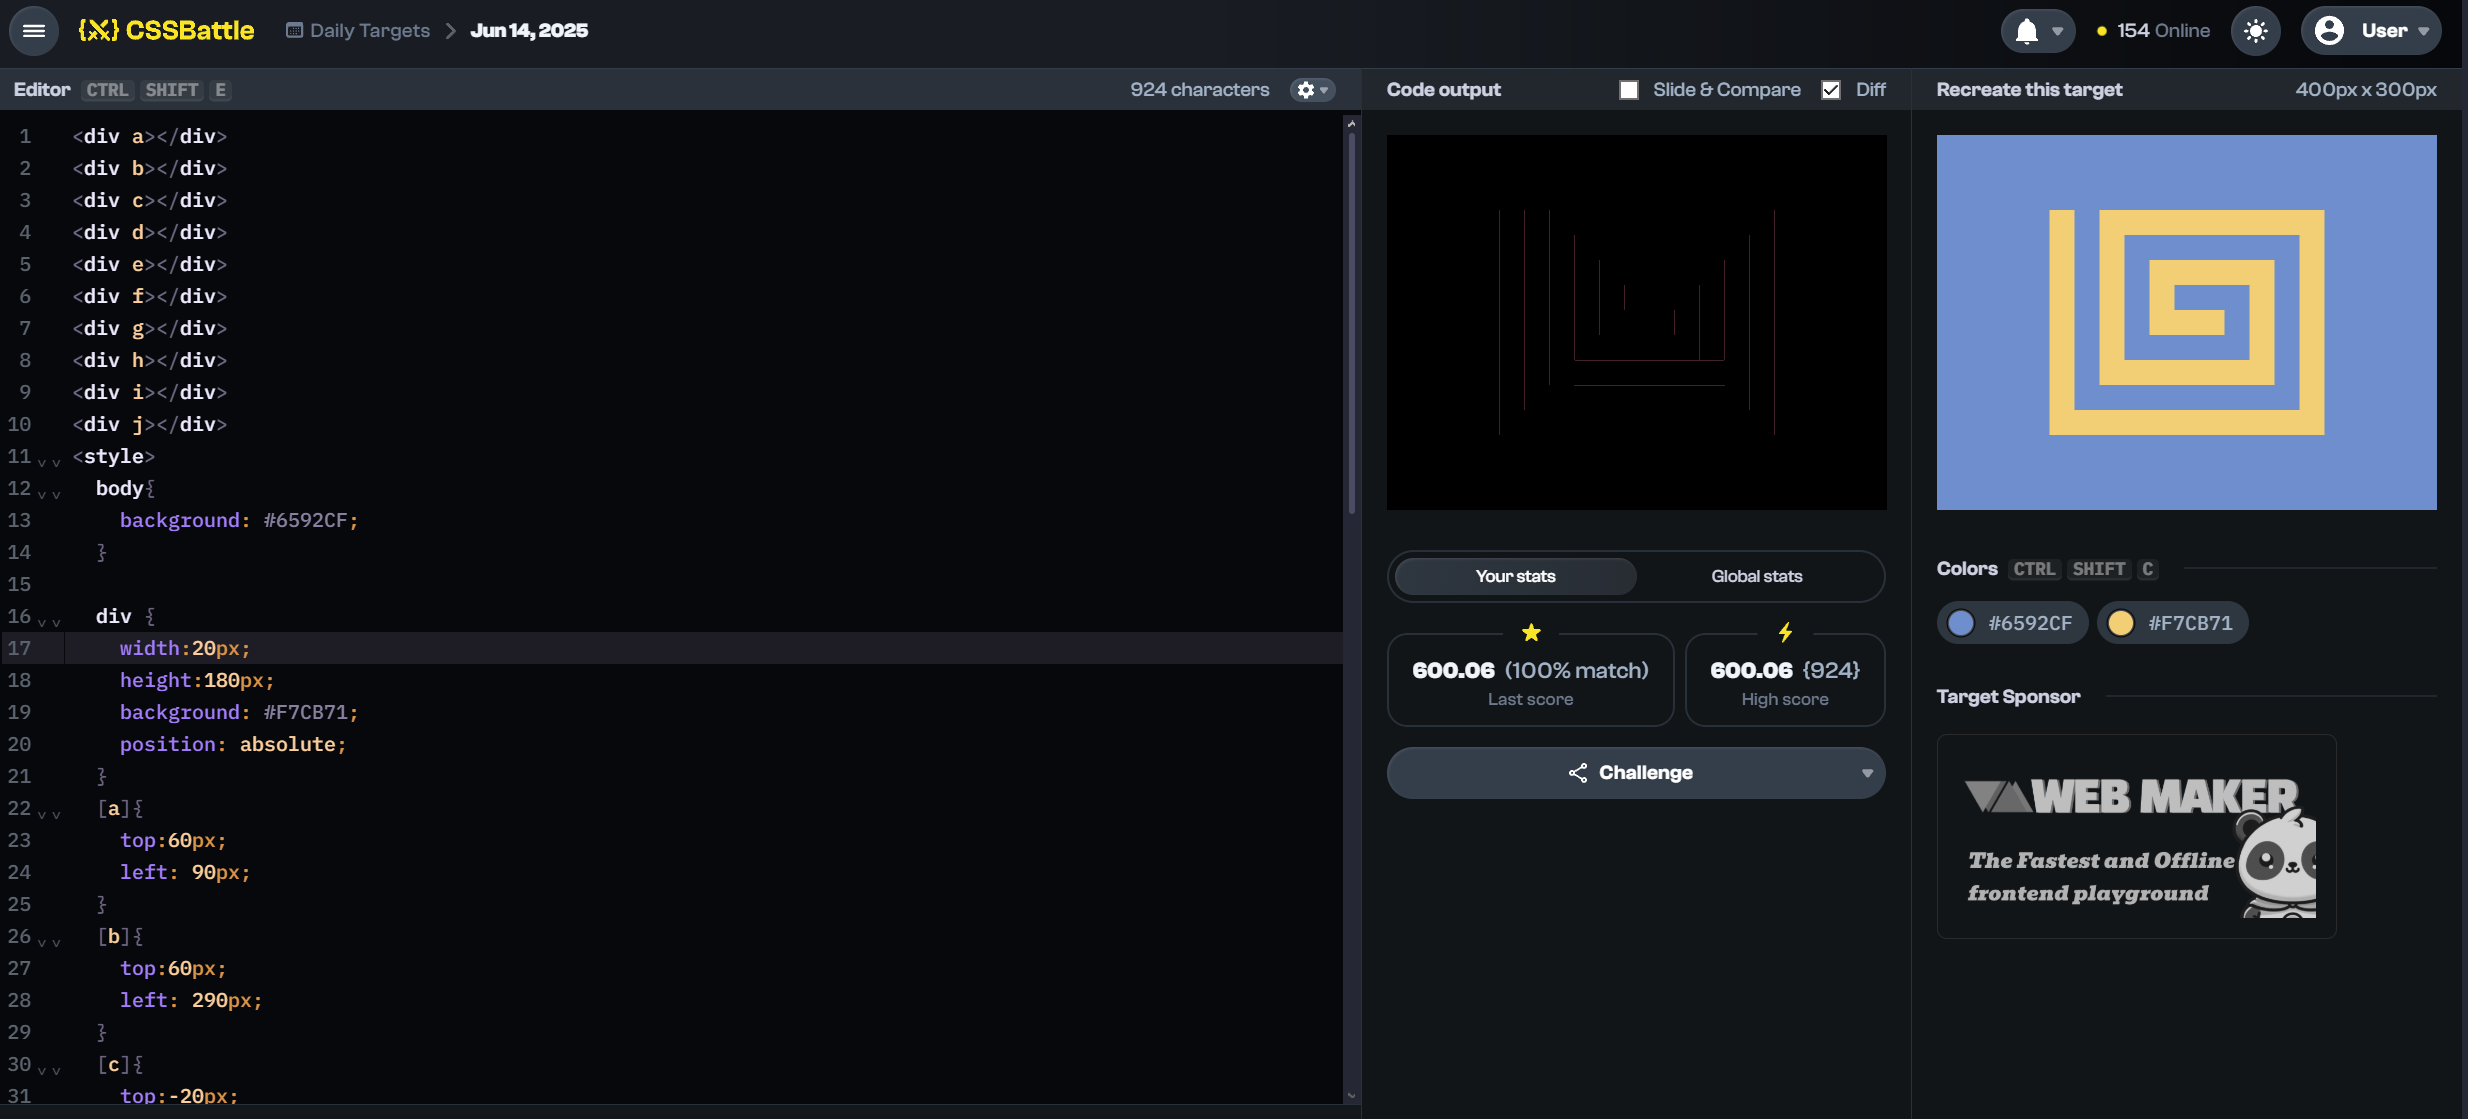 {X} CSSBattle
Daily Targets
Jun 14, 2025
154 Online
User
Editor CTRL SHIFT E
924 characters
1 <div a></div>
2 <div b></div>
3 <div c></div>
4 <div d></div>
5 <div e></div>
6 <div f></div>
7 <div g></div>
8 <div h></div>
9 <div i></div>
10 <div j></div>
11 <style>
12 body{
13 background: #6592CF;
14 }
15
16 div {
17 width:20px;
18 height:180px;
19 background: #F7CB71;
20 position: absolute;
21 }
22 [a]{
23 top:60px;
24 left: 90px;
25 }
26 [b]{
27 top:60px;
28 left: 290px;
29 }
30 [c]{
31 top:-20px;
Code output
Slide & Compare
Diff
Your stats
Global stats
600.06 (100% match)
Last score
600.06 {924}
High score
Challenge
Recreate this target
400px x 300px
Colors CTRL SHIFT C
#6592CF
#F7CB71
Target Sponsor
WEB MAKER
The Fastest and Offline
frontend playground